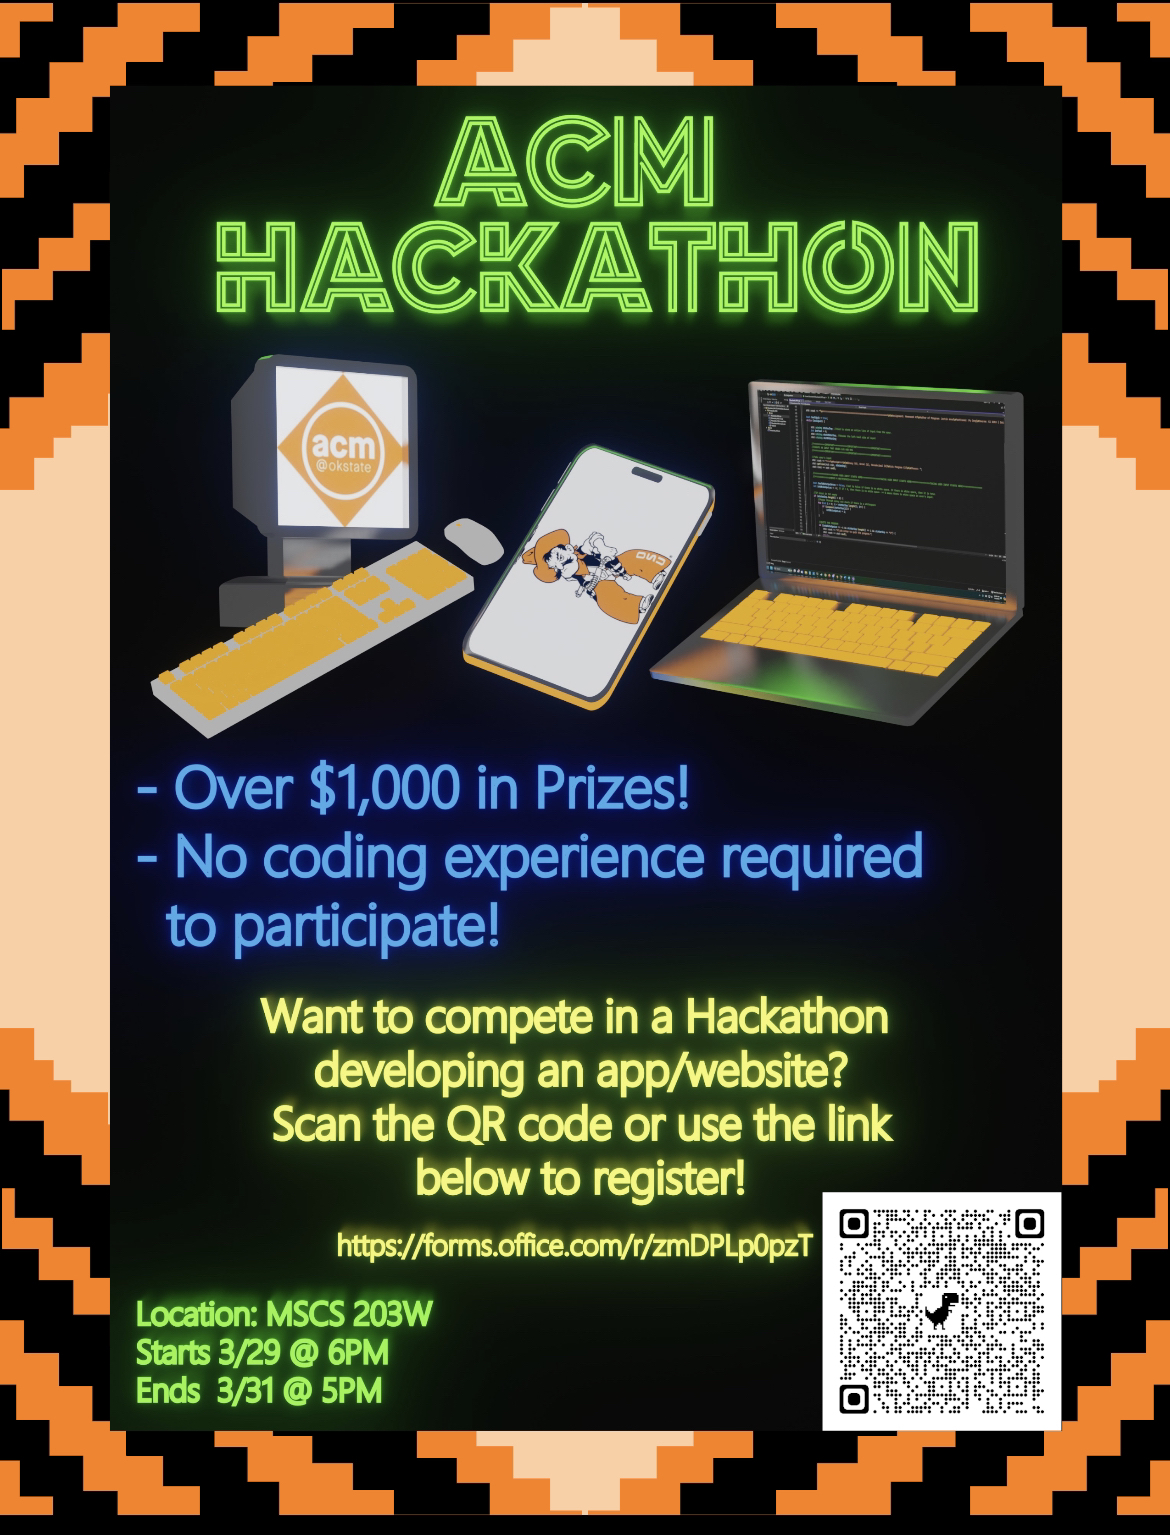 ACM
HACKATHON
acm
@okstate
OSU
- Over $1,000 in Prizes!
- No coding experience required
to participate!
Want to compete in a Hackathon
developing an app/website?
Scan the QR code or use the link
below to register!
https://forms.office.com/r/zmDPLp0pzT
Location: MSCS 203W
Starts 3/29 @ 6PM
Ends  3/31 @ 5PM